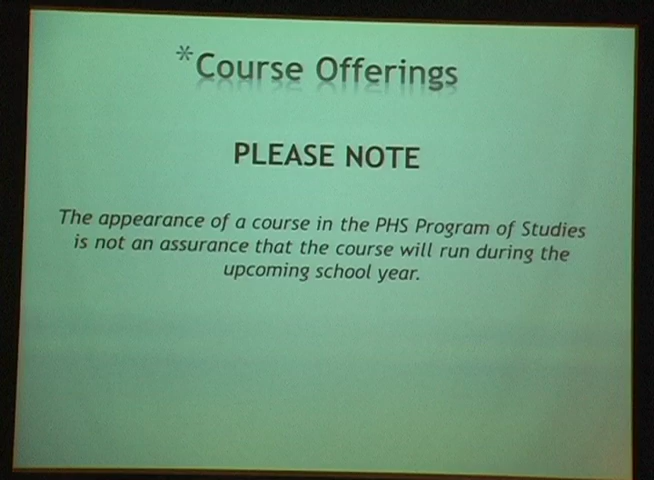 *Course Offerings
PLEASE NOTE
The appearance of a course in the PHS Program of Studies
is not an assurance that the course will run during the
upcoming school year.